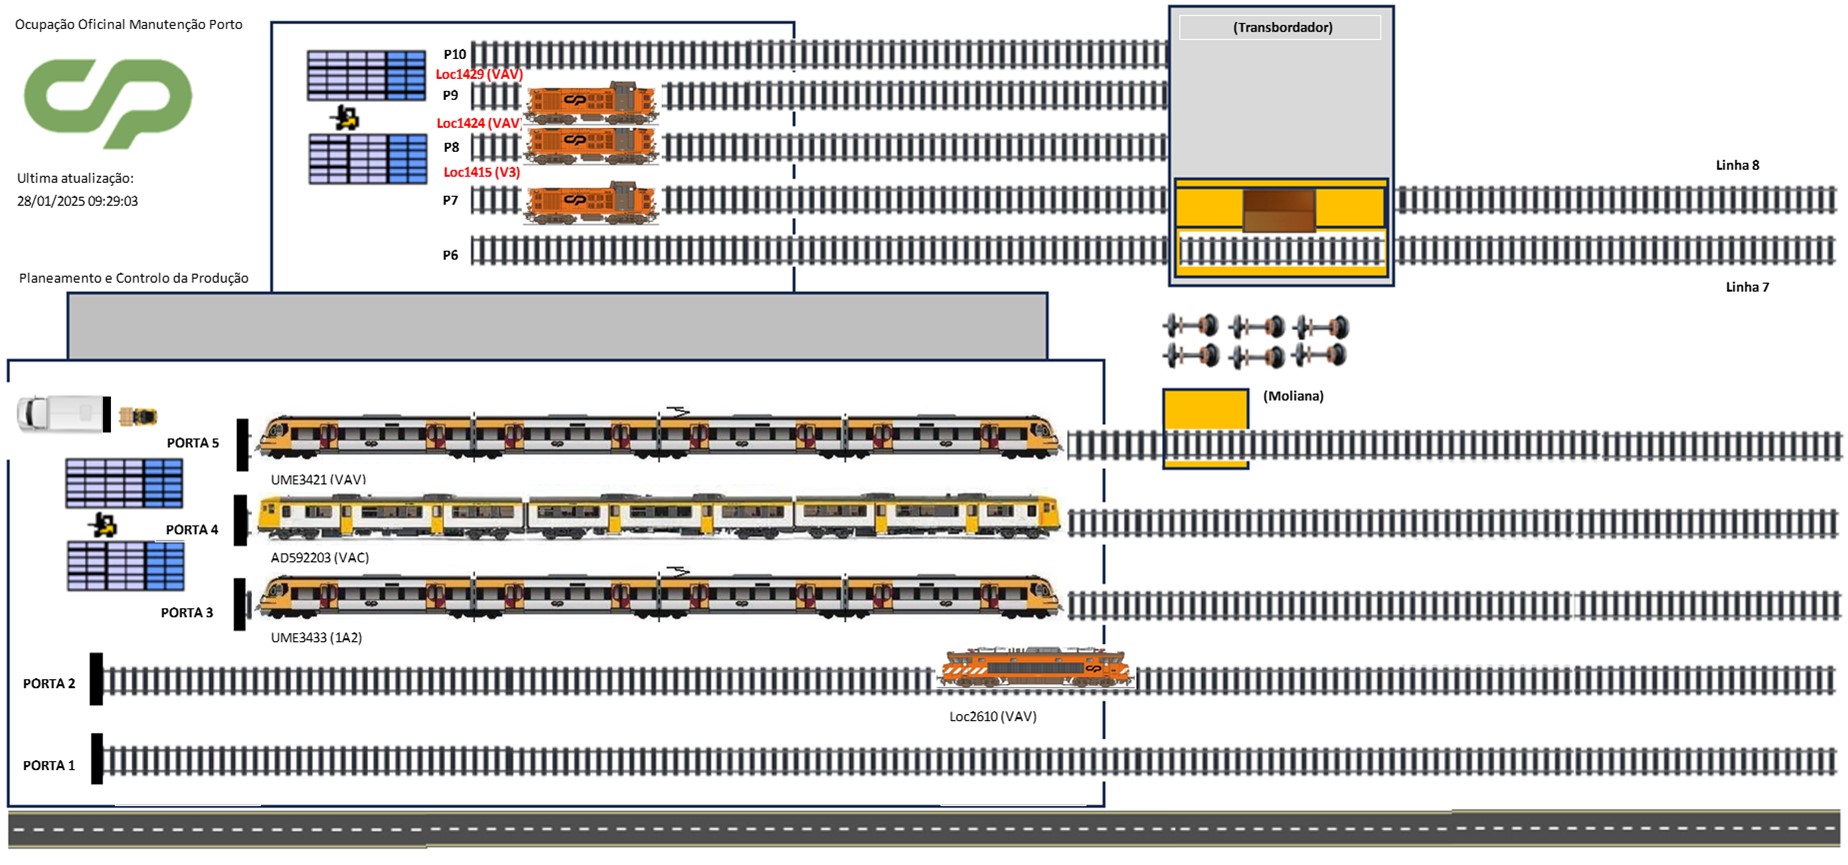 Ocupação Oficinal Manutenção Porto
Ultima atualização:
28/01/2025 09:29:03
Planeamento e Controlo da Produção
(Transbordador)
P10
Loc1429 (VAV)
P9
Loc1424 (VAV)
P8
Loc1415 (V3)
P7
P6
Linha 8
Linha 7
(Moliana)
PORTA 5
UME3421 (VAV)
PORTA 4
AD592203 (VAC)
PORTA 3
UME3433 (1A2)
PORTA 2
Loc2610 (VAV)
PORTA 1